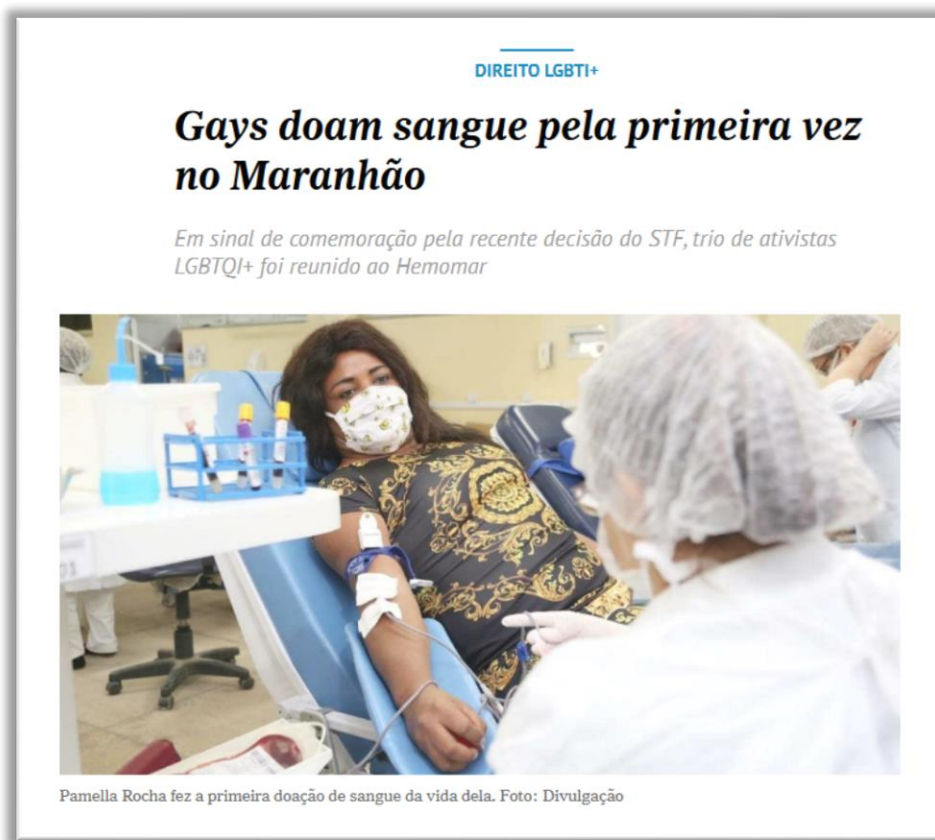 DIREITO LGBTI+
Gays doam sangue pela primeira vez
no Maranhão
Em sinal de comemoração pela recente decisão do STF, trio de ativistas
LGBTQI+ foi reunido ao Hemomar
Pamella Rocha fez a primeira doação de sangue da vida dela. Foto: Divulgação